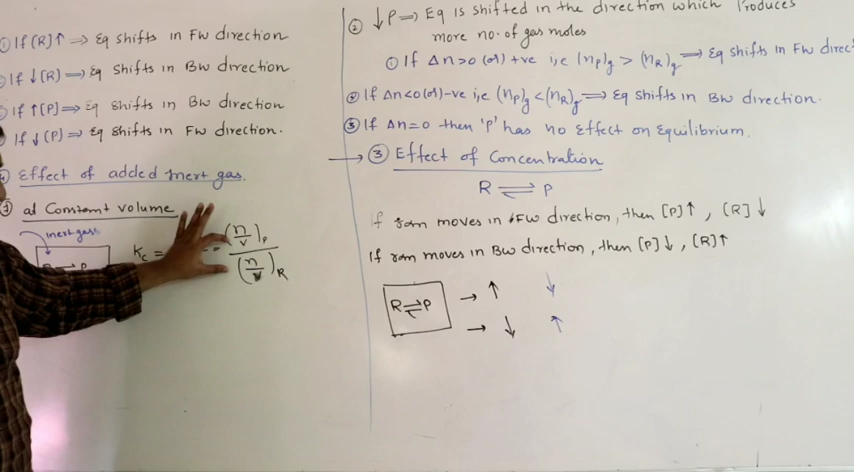 ① If (R)↑ ⇒ Eq shifts in FW direction
If ↓(R) ⇒ Eq shifts in BW direction
If ↑(P) ⇒ Eq shifts in BW direction
If ↓(P) ⇒ Eq shifts in FW direction.
Effect of added Inert gas.
① at Constant volume
inert gas
Kc =
(n/v)P
(n/v)R
② ↓P ⇒ Eq is shifted in the direction which Produces
more no. of gas moles
① If Δn>0 (or) +ve i,e (nP)g > (nR)g ⇒ Eq shifts in FW direc
② If Δn<0 (or) -ve i,e (nP)g < (nR)g ⇒ Eq shifts in BW direction.
③ If Δn=0 then 'P' has no Effect on Equilibrium.
→ ③ Effect of Concentration
R ⇌ P
If rxn moves in FW direction, then [P]↑, [R]↓
If rxn moves in BW direction, then [P]↓, [R]↑
R⇌P → ↑ ↓
→ ↓ ↑